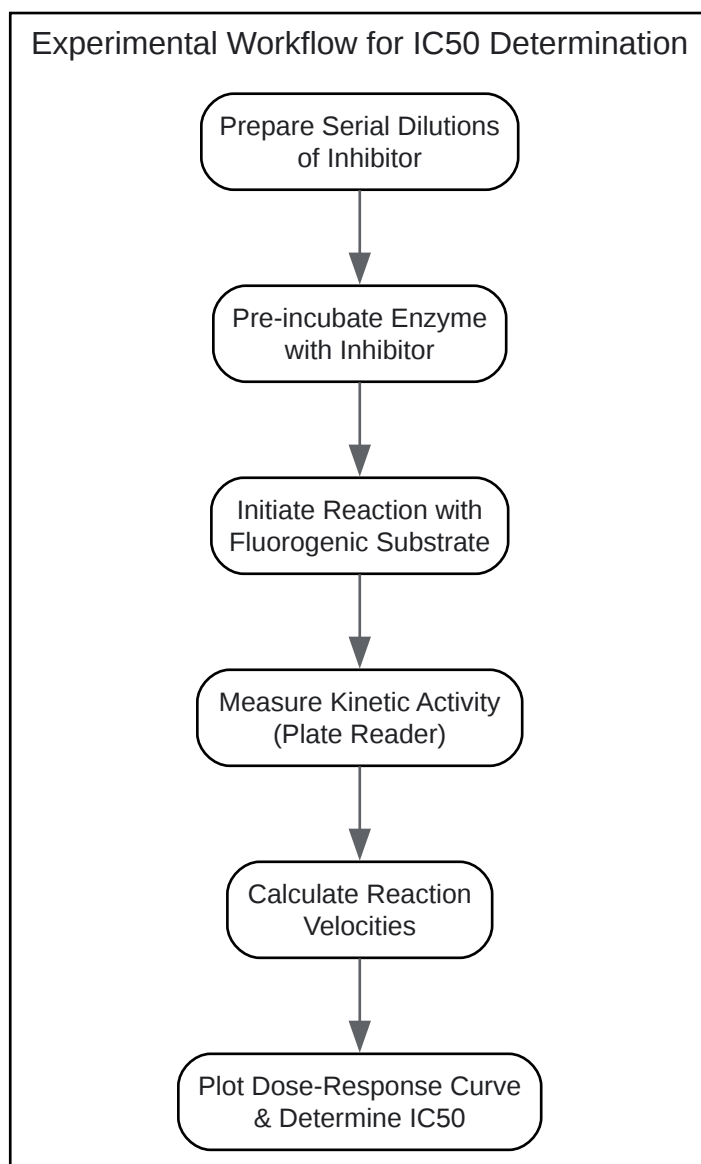 Experimental Workflow for IC50 Determination
Prepare Serial Dilutions
of Inhibitor
Pre-incubate Enzyme
with Inhibitor
Initiate Reaction with
Fluorogenic Substrate
Measure Kinetic Activity
(Plate Reader)
Calculate Reaction
Velocities
Plot Dose-Response Curve
& Determine IC50